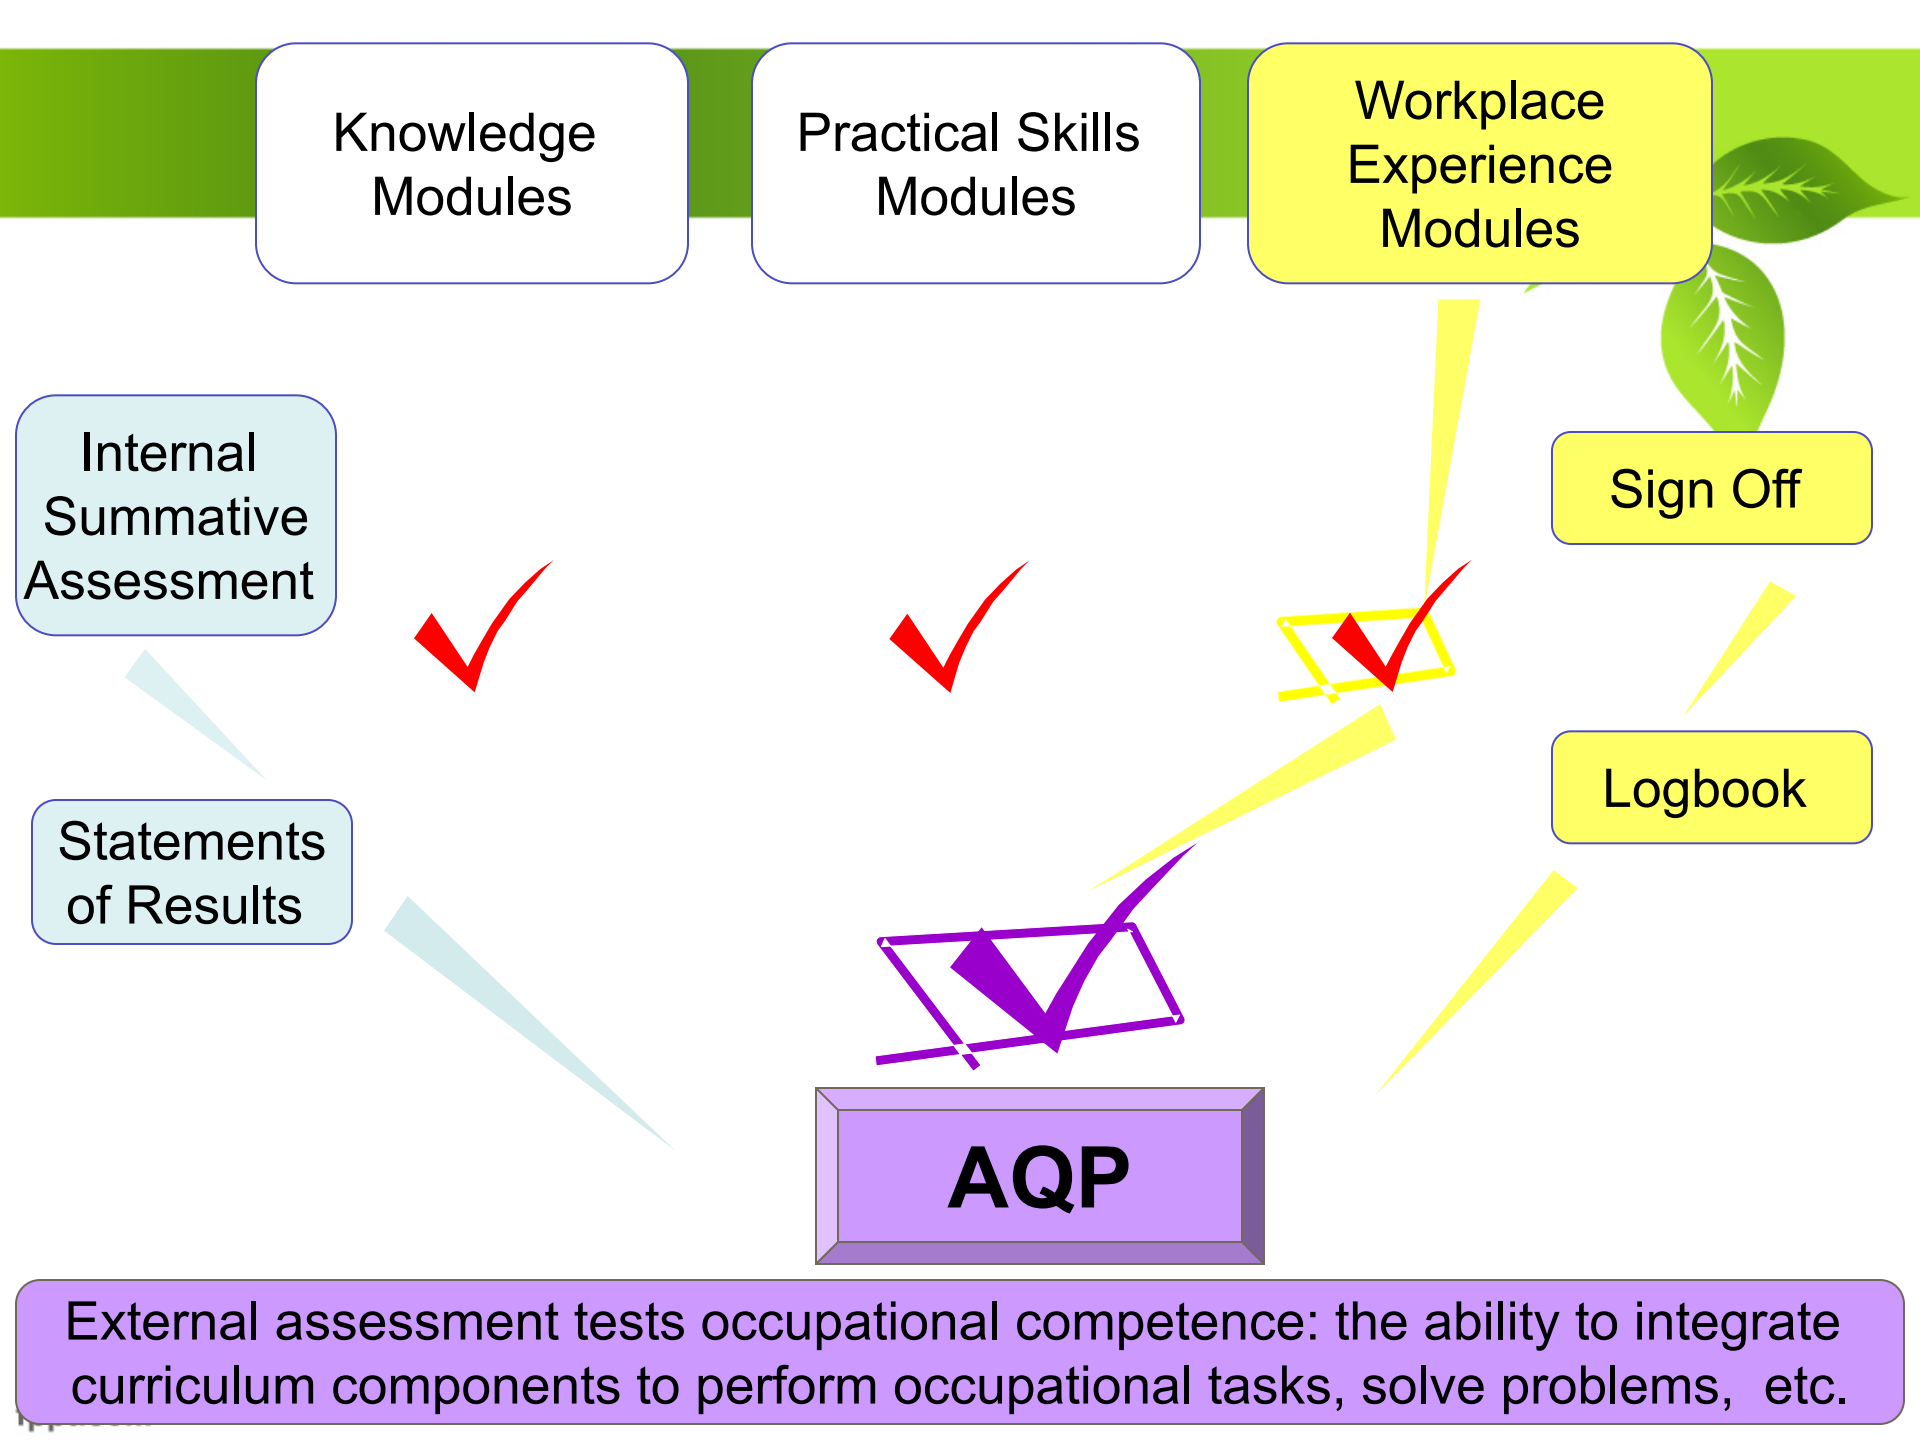 Knowledge
Modules
Practical Skills
Modules
Workplace
Experience
Modules
Internal
Summative
Assessment
Sign Off
Statements
of Results
Logbook
AQP
External assessment tests occupational competence: the ability to integrate
curriculum components to perform occupational tasks, solve problems, etc.